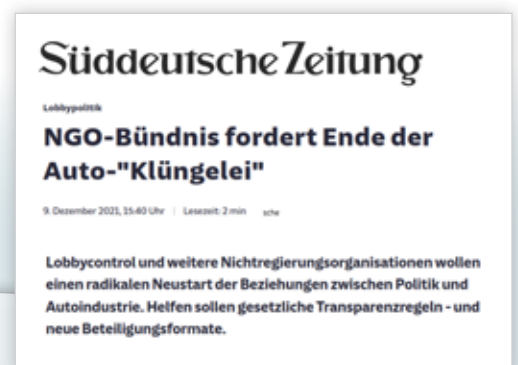 Süddeutsche Zeitung
Lobbypolitik
NGO-Bündnis fordert Ende der
Auto-"Klüngelei"
9. Dezember 2021, 15:40 Uhr | Lesezeit: 2 min sche
Lobbycontrol und weitere Nichtregierungsorganisationen wollen
einen radikalen Neustart der Beziehungen zwischen Politik und
Autoindustrie. Helfen sollen gesetzliche Transparenzregeln - und
neue Beteiligungsformate.